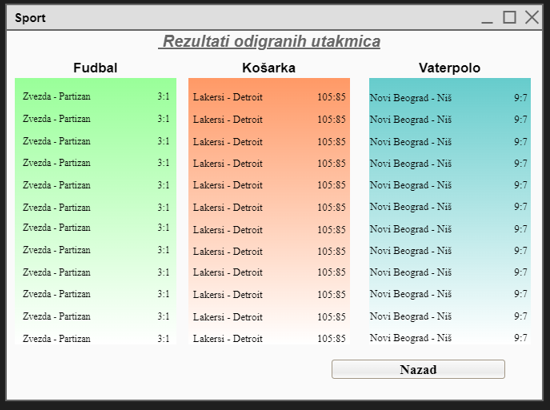 Sport
Rezultati odigranih utakmica
Fudbal Košarka Vaterpolo
Zvezda - Partizan 3:1 Lakersi - Detroit 105:85 Novi Beograd - Niš 9:7
Zvezda - Partizan 3:1 Lakersi - Detroit 105:85 Novi Beograd - Niš 9:7
Zvezda - Partizan 3:1 Lakersi - Detroit 105:85 Novi Beograd - Niš 9:7
Zvezda - Partizan 3:1 Lakersi - Detroit 105:85 Novi Beograd - Niš 9:7
Zvezda - Partizan 3:1 Lakersi - Detroit 105:85 Novi Beograd - Niš 9:7
Zvezda - Partizan 3:1 Lakersi - Detroit 105:85 Novi Beograd - Niš 9:7
Zvezda - Partizan 3:1 Lakersi - Detroit 105:85 Novi Beograd - Niš 9:7
Zvezda - Partizan 3:1 Lakersi - Detroit 105:85 Novi Beograd - Niš 9:7
Zvezda - Partizan 3:1 Lakersi - Detroit 105:85 Novi Beograd - Niš 9:7
Zvezda - Partizan 3:1 Lakersi - Detroit 105:85 Novi Beograd - Niš 9:7
Zvezda - Partizan 3:1 Lakersi - Detroit 105:85 Novi Beograd - Niš 9:7
Zvezda - Partizan 3:1 Lakersi - Detroit 105:85 Novi Beograd - Niš 9:7
Nazad